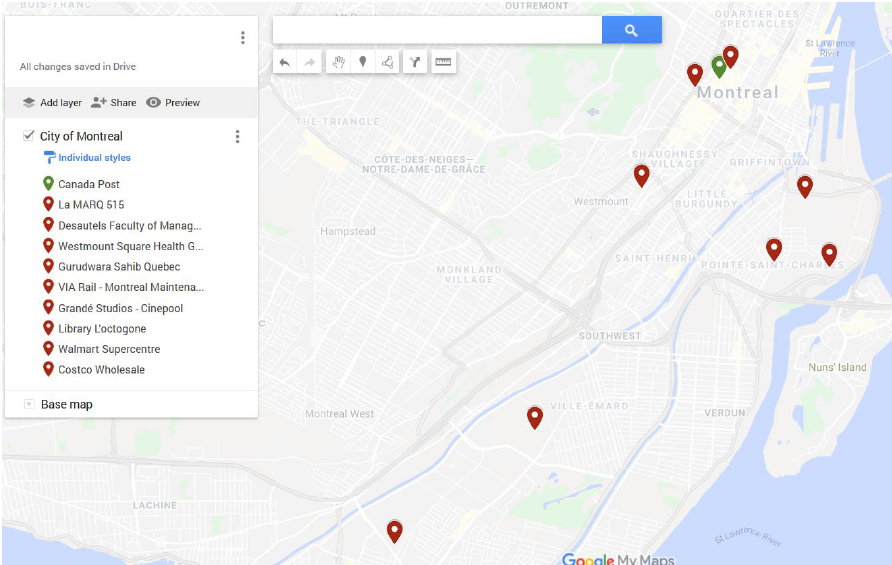 BOIS-FRANC
OUTREMONT
QUARTIER DES
SPECTACLES
St Lawrence
River
All changes saved in Drive
Montreal
Add layer
Share
Preview
THE TRIANGLE
City of Montreal
Individual styles
CÔTE-DES-NEIGES—
NOTRE-DAME-DE-GRÂCE
SHAUGHNESSY
VILLAGE
GRIFFINTOWN
Canada Post
La MARQ 515
Desautels Faculty of Manag...
Westmount Square Health G...
Gurudwara Sahib Quebec
VIA Rail - Montreal Maintena...
Grandé Studios - Cinepool
Library L'octogone
Walmart Supercentre
Costco Wholesale
Base map
Westmount
LITTLE
BURGUNDY
Hampstead
SAINT-HENRI
POINTE-SAINT-CHARLES
MONKLAND
VILLAGE
SOUTHWEST
Nuns' Island
Montreal West
VILLE-ÉMARD
VERDUN
LACHINE
St Lawrence River
Google My Maps